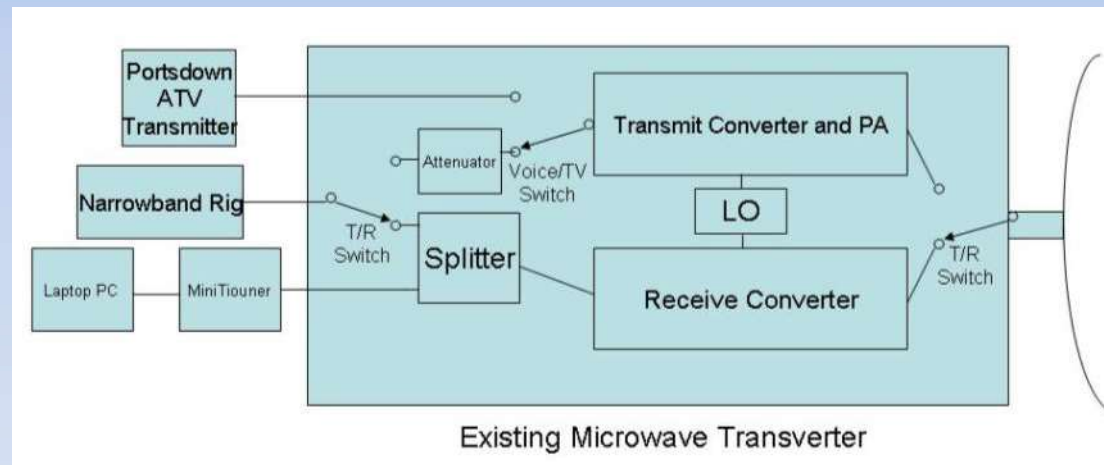 Portsdown
ATV
Transmitter
Narrowband Rig
Laptop PC
MiniTiouner
T/R
Switch
Attenuator
Splitter
Voice/TV
Switch
Transmit Converter and PA
LO
Receive Converter
T/R
Switch
Existing Microwave Transverter